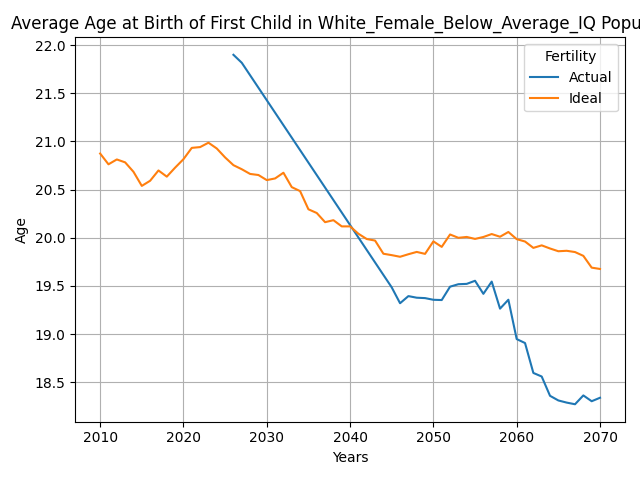 Average Age at Birth of First Child in White_Female_Below_Average_IQ Popu
Fertility
Actual
Ideal
22.0
21.5
21.0
20.5
20.0
19.5
19.0
18.5
Age
2010 2020 2030 2040 2050 2060 2070
Years